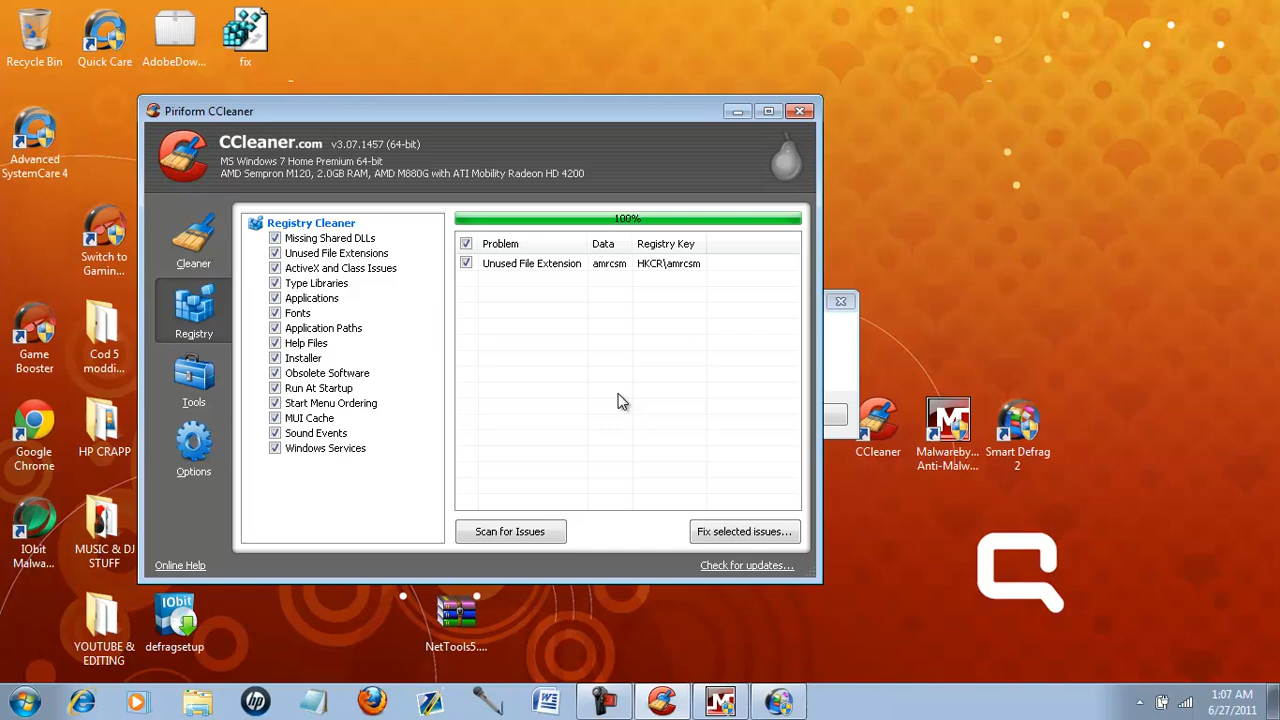 Recycle Bin
Quick Care
AdobeDow...
fix
Advanced
SystemCare 4
Switch to
Gamin...
Game
Booster
Cod 5
moddi...
Google
Chrome
HP CRAPP
IObit
Malwa...
MUSIC & DJ
STUFF
YOUTUBE &
EDITING
IObit
defragsetup
NetTools5....
CCleaner
Malwareby...
Anti-Malw...
Smart Defrag
2
Piriform CCleaner
CCleaner.com v3.07.1457 (64-bit)
MS Windows 7 Home Premium 64-bit
AMD Sempron M120, 2.0GB RAM, AMD M880G with ATI Mobility Radeon HD 4200
Cleaner
Registry
Tools
Options
Registry Cleaner
Missing Shared DLLs
Unused File Extensions
ActiveX and Class Issues
Type Libraries
Applications
Fonts
Application Paths
Help Files
Installer
Obsolete Software
Run At Startup
Start Menu Ordering
MUI Cache
Sound Events
Windows Services
100%
Problem Data Registry Key
Unused File Extension amrcsm HKCR\amrcsm
Scan for Issues
Fix selected issues...
Online Help
Check for updates...
hp
W
1:07 AM
6/27/2011